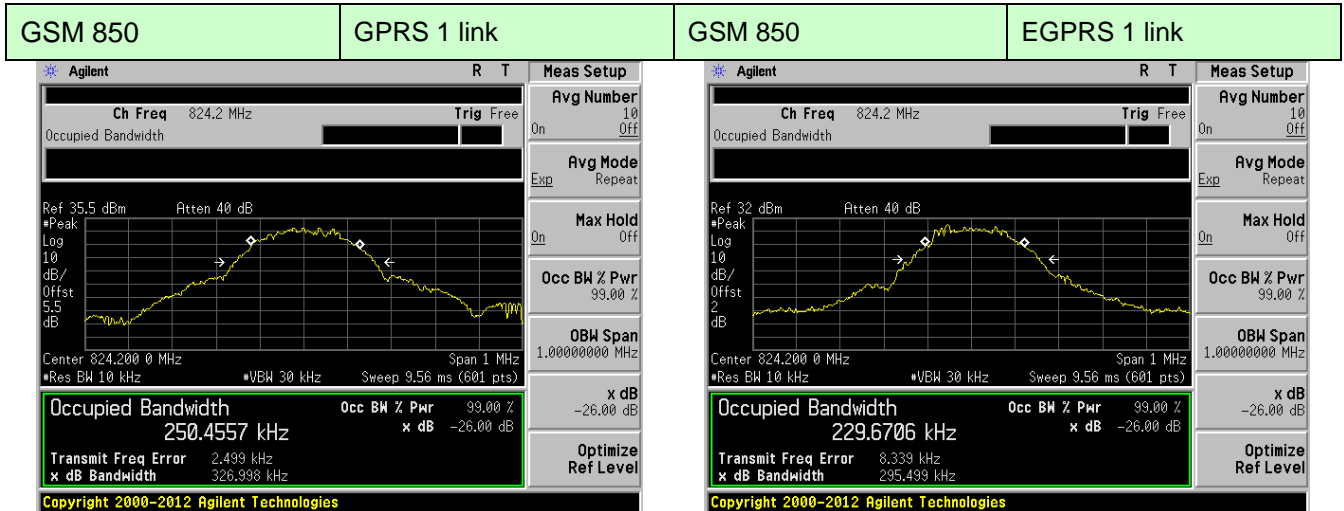 GSM 850 GPRS 1 link GSM 850 EGPRS 1 link
Agilent R T
Ch Freq 824.2 MHz Trig Free
Occupied Bandwidth
Ref 35.5 dBm Atten 40 dB
#Peak
Log
10
dB/
Offst
5.5
dB
Center 824.200 0 MHz Span 1 MHz
#Res BW 10 kHz #VBW 30 kHz Sweep 9.56 ms (601 pts)
Occupied Bandwidth Occ BW % Pwr 99.00 %
250.4557 kHz x dB -26.00 dB
Transmit Freq Error 2.499 kHz
x dB Bandwidth 326.998 kHz
Copyright 2000-2012 Agilent Technologies
Meas Setup
Avg Number
10
On Off
Avg Mode
Exp Repeat
Max Hold
On Off
Occ BW % Pwr
99.00 %
OBW Span
1.00000000 MHz
x dB
-26.00 dB
Optimize
Ref Level
Agilent R T
Ch Freq 824.2 MHz Trig Free
Occupied Bandwidth
Ref 32 dBm Atten 40 dB
#Peak
Log
10
dB/
Offst
2
dB
Center 824.200 0 MHz Span 1 MHz
#Res BW 10 kHz #VBW 30 kHz Sweep 9.56 ms (601 pts)
Occupied Bandwidth Occ BW % Pwr 99.00 %
229.6706 kHz x dB -26.00 dB
Transmit Freq Error 8.339 kHz
x dB Bandwidth 295.499 kHz
Copyright 2000-2012 Agilent Technologies
Meas Setup
Avg Number
10
On Off
Avg Mode
Exp Repeat
Max Hold
On Off
Occ BW % Pwr
99.00 %
OBW Span
1.00000000 MHz
x dB
-26.00 dB
Optimize
Ref Level